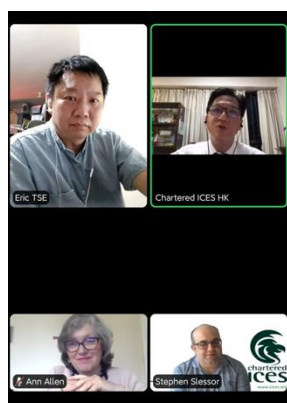 Eric TSE
Chartered ICES HK
Ann Allen
Stephen Slessor
chartered
ices